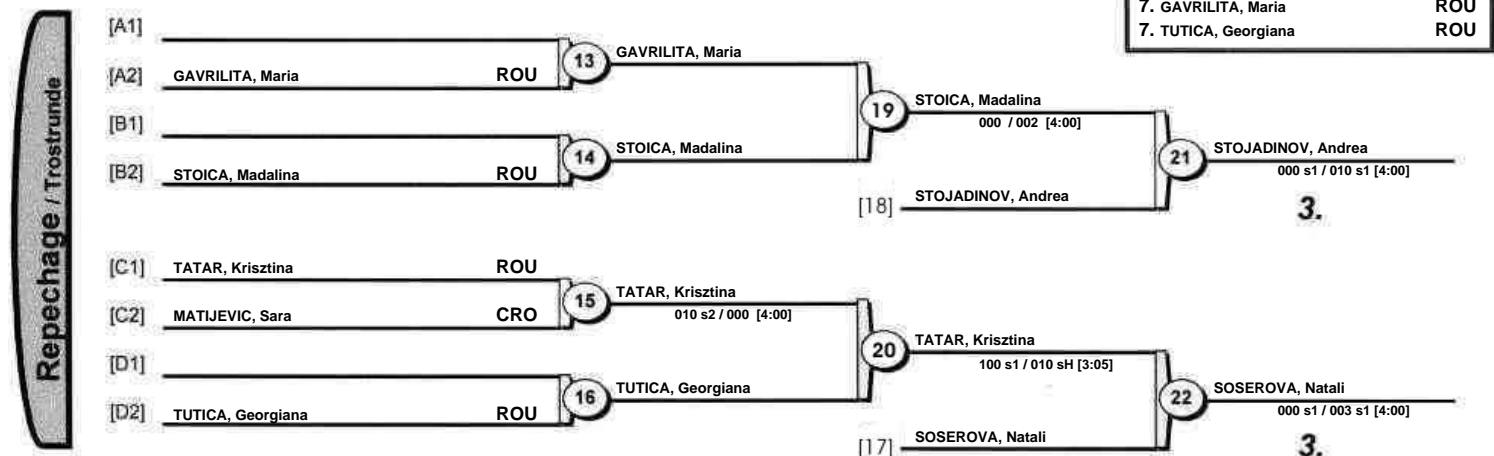 7. GAVRILITA, Maria ROU
7. TUTICA, Georgiana ROU
Repechage / Trostrunde
[A1]
[A2] GAVRILITA, Maria ROU
13 GAVRILITA, Maria
[B1]
[B2] STOICA, Madalina ROU
14 STOICA, Madalina
19 STOICA, Madalina
000 / 002 [4:00]
[18] STOJADINOV, Andrea
21 STOJADINOV, Andrea
000 s1 / 010 s1 [4:00]
3.
[C1] TATAR, Krisztina ROU
[C2] MATIJEVIC, Sara CRO
15 TATAR, Krisztina
010 s2 / 000 [4:00]
[D1]
[D2] TUTICA, Georgiana ROU
16 TUTICA, Georgiana
20 TATAR, Krisztina
100 s1 / 010 sH [3:05]
[17] SOSEROVA, Natali
22 SOSEROVA, Natali
000 s1 / 003 s1 [4:00]
3.